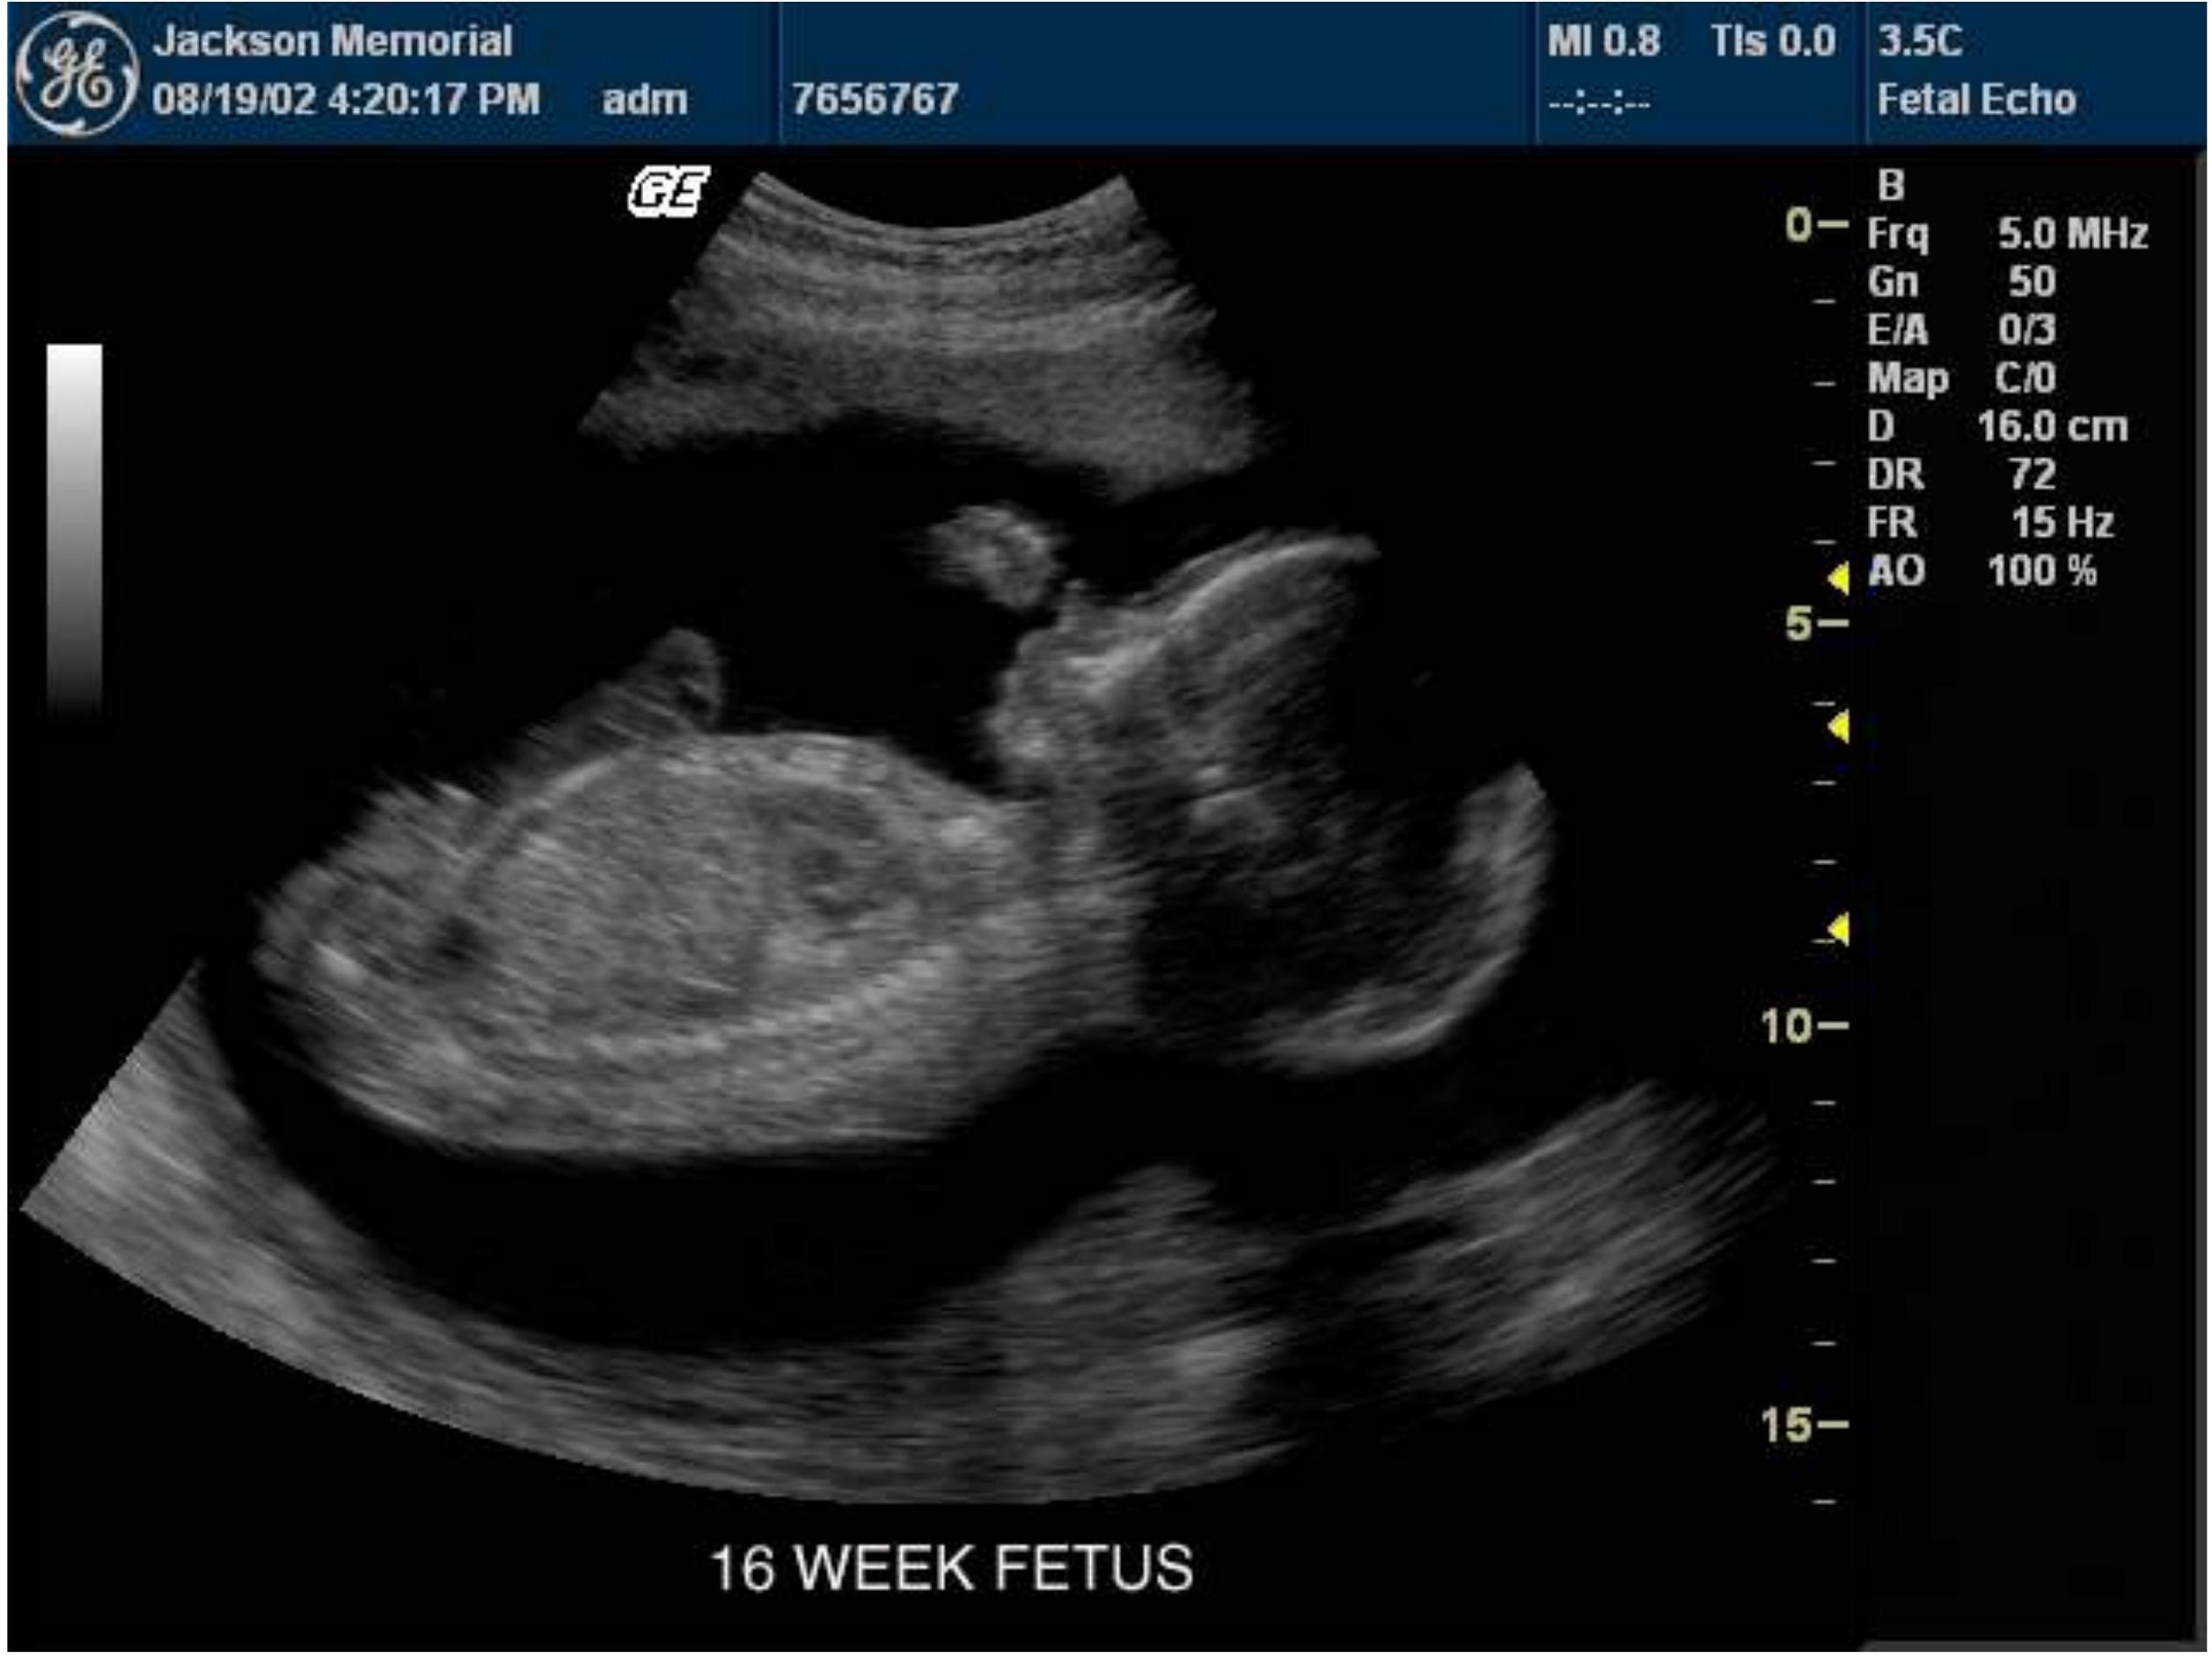 GE
Jackson Memorial
08/19/02 4:20:17 PM adm
7656767
MI 0.8 TIs 0.0
--:--:--
3.5C
Fetal Echo
GE
B
Frq 5.0 MHz
Gn 50
E/A 0/3
Map C/0
D 16.0 cm
DR 72
FR 15 Hz
AO 100 %
0
5
10
15
16 WEEK FETUS